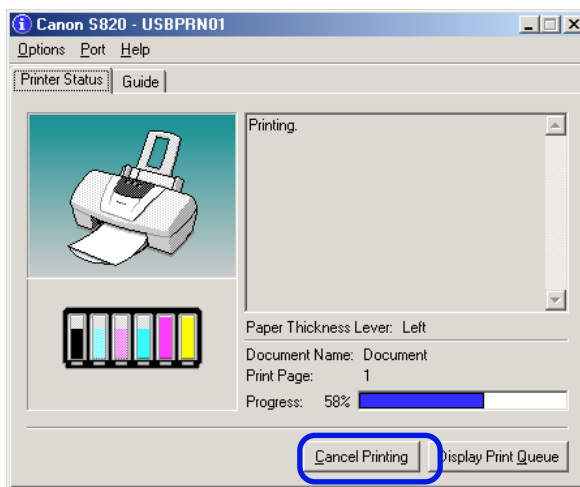 Canon S820 - USBPRN01
Options Port Help
Printer Status Guide
Printing.
Paper Thickness Lever: Left
Document Name: Document
Print Page: 1
Progress: 58%
Cancel Printing Display Print Queue